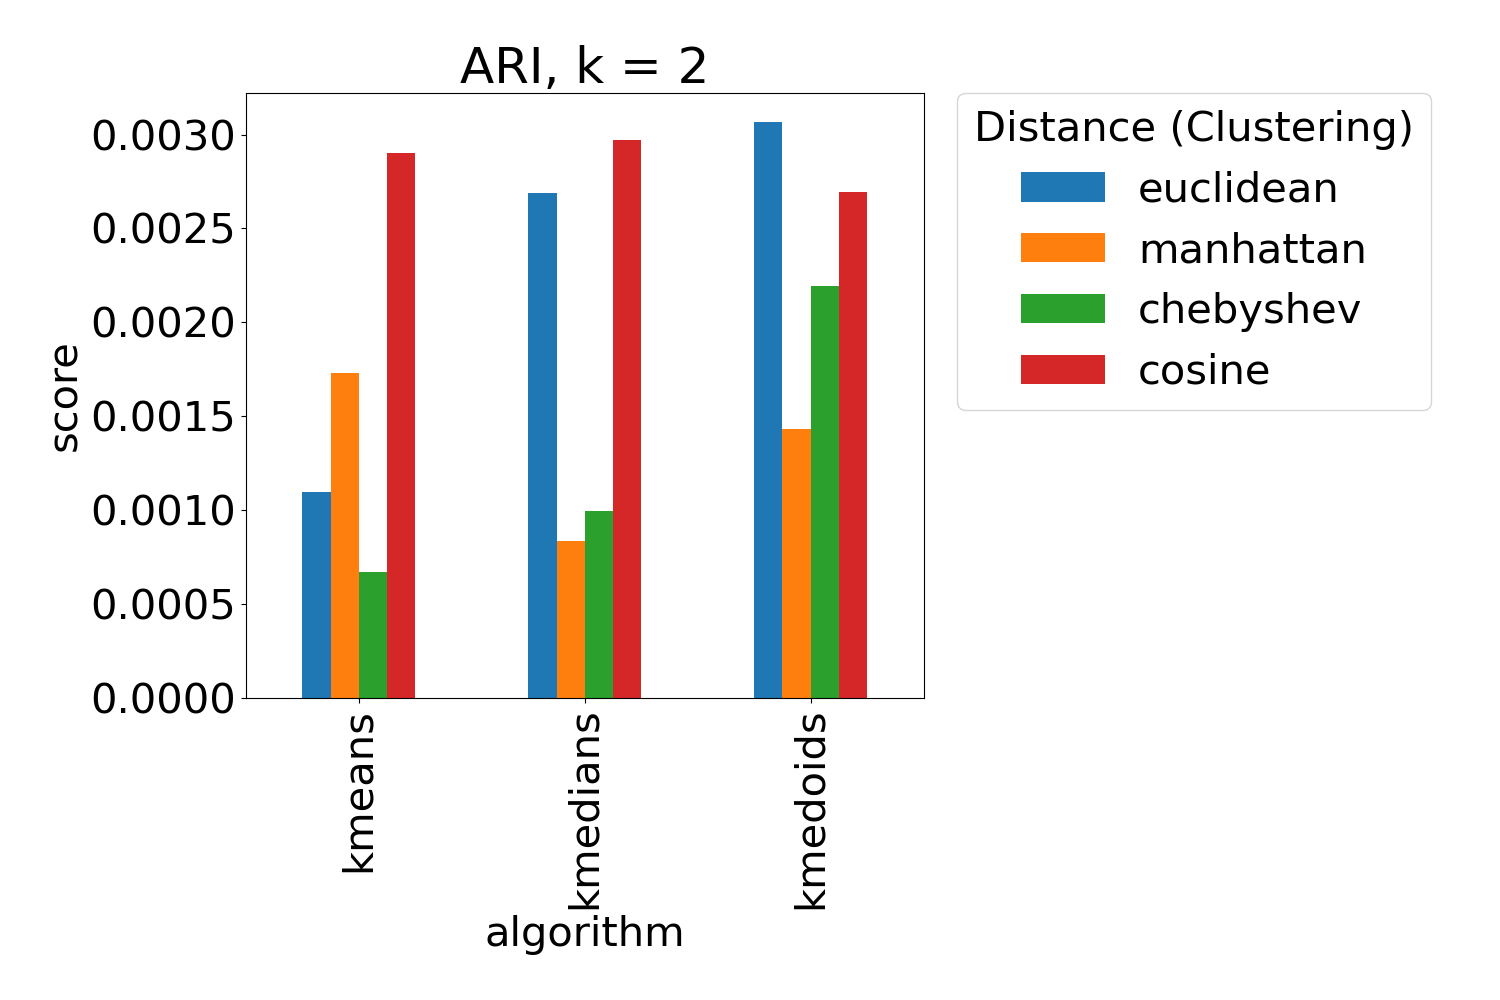 ARI, k = 2
score
0.0030
0.0025
0.0020
0.0015
0.0010
0.0005
0.0000
kmeans
kmedians
kmedoids
algorithm
Distance (Clustering)
euclidean
manhattan
chebyshev
cosine